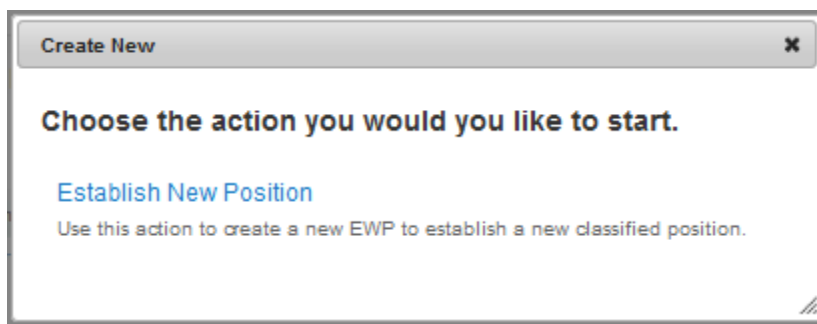 Create New
Choose the action you would you like to start.
Establish New Position
Use this action to create a new EWP to establish a new classified position.